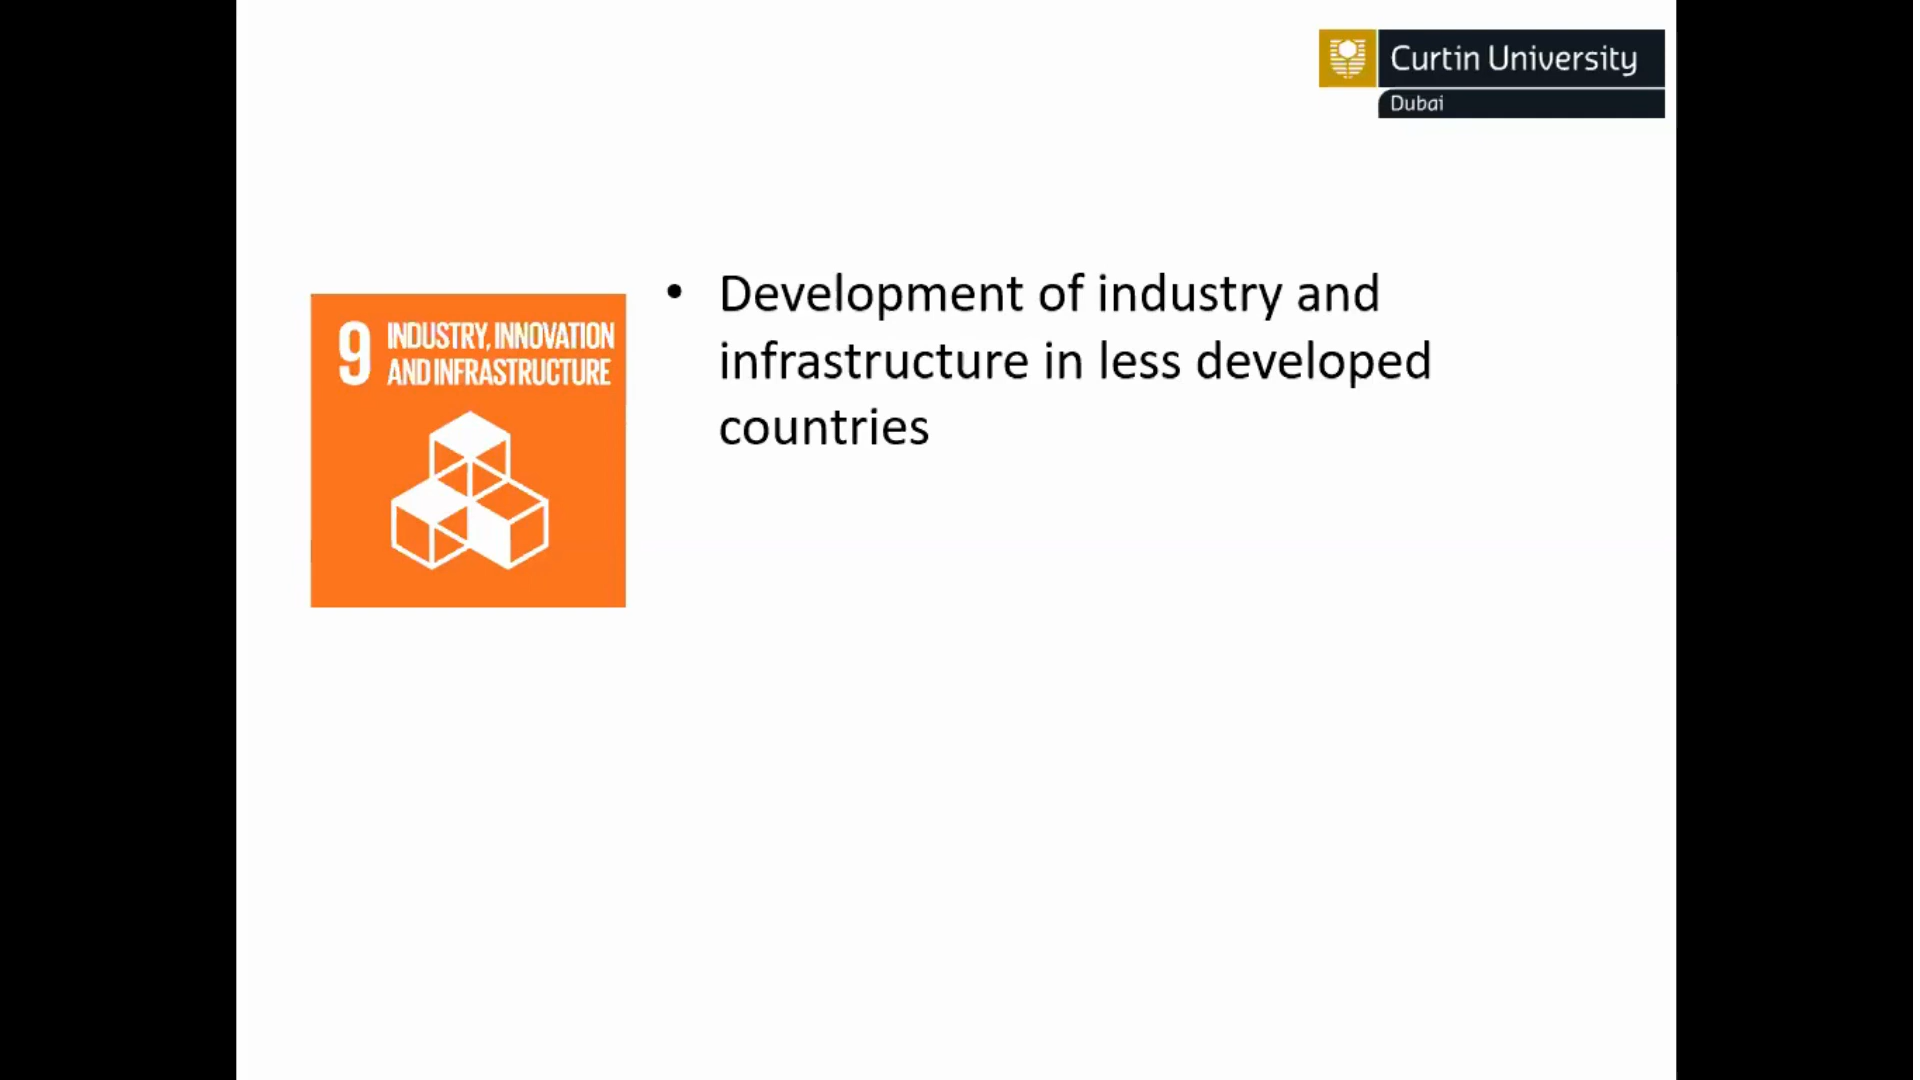 Curtin University
Dubai
9 INDUSTRY, INNOVATION
AND INFRASTRUCTURE
• Development of industry and
infrastructure in less developed
countries